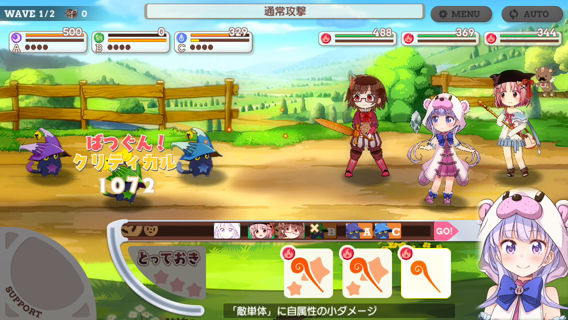 WAVE 1/2 0
通常攻撃
MENU
AUTO
500
0
329
488
369
349
A
B
C
ばつぐん!
クリティカル
1072
B A C GO!
とっておき
SUPPORT
「敵単体」に自属性の小ダメージ